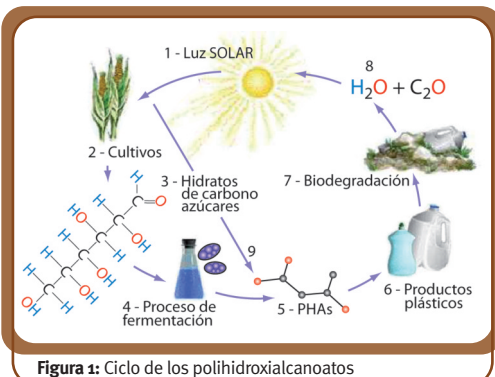 1 - Luz SOLAR
8
H₂O + C₂O
2 - Cultivos
3 - Hidratos
de carbono
azúcares
7 - Biodegradación
H
C=O
H
H
H
H
H
C
C
C
C
C
O
O
O
O
O
H
H
H
H
H
H
H
9
4 - Proceso de
fermentación
5 - PHAs
6 - Productos
plásticos
Figura 1: Ciclo de los polihidroxialcanoatos